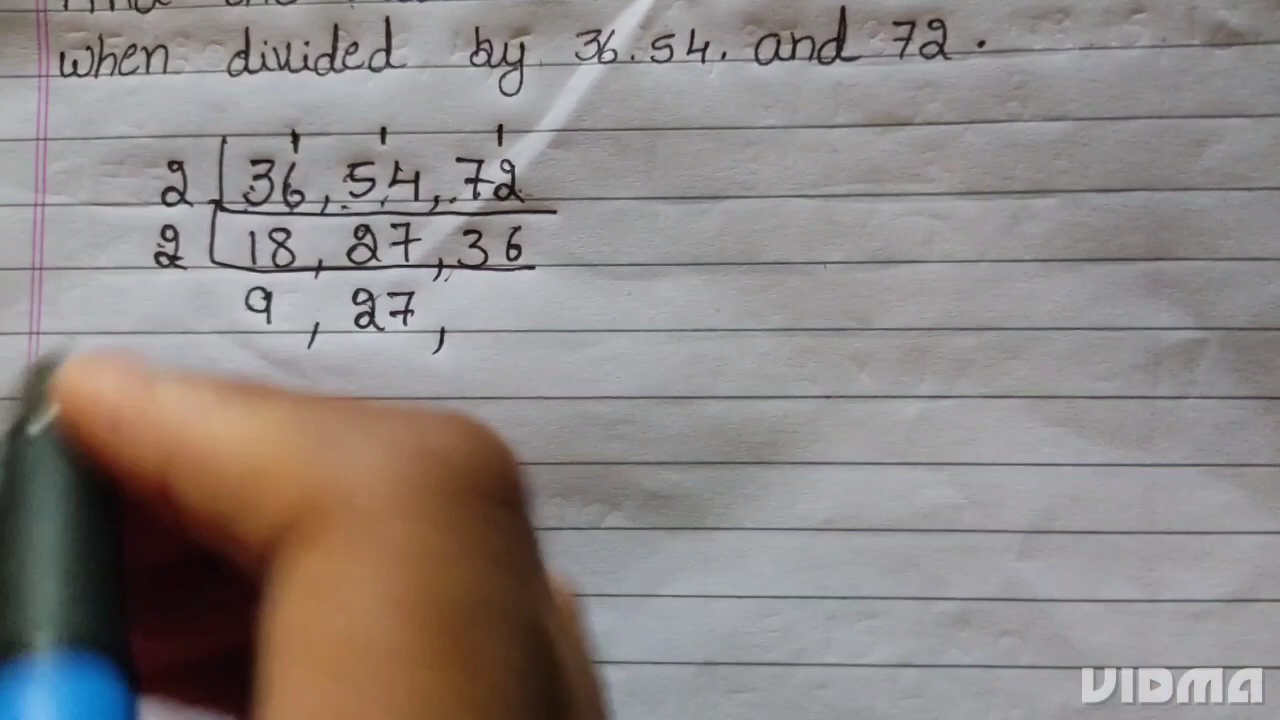 when divided by 36.54. and 72.
2 36, 54, 72
2 18, 27, 36
9, 27,
VIDMA